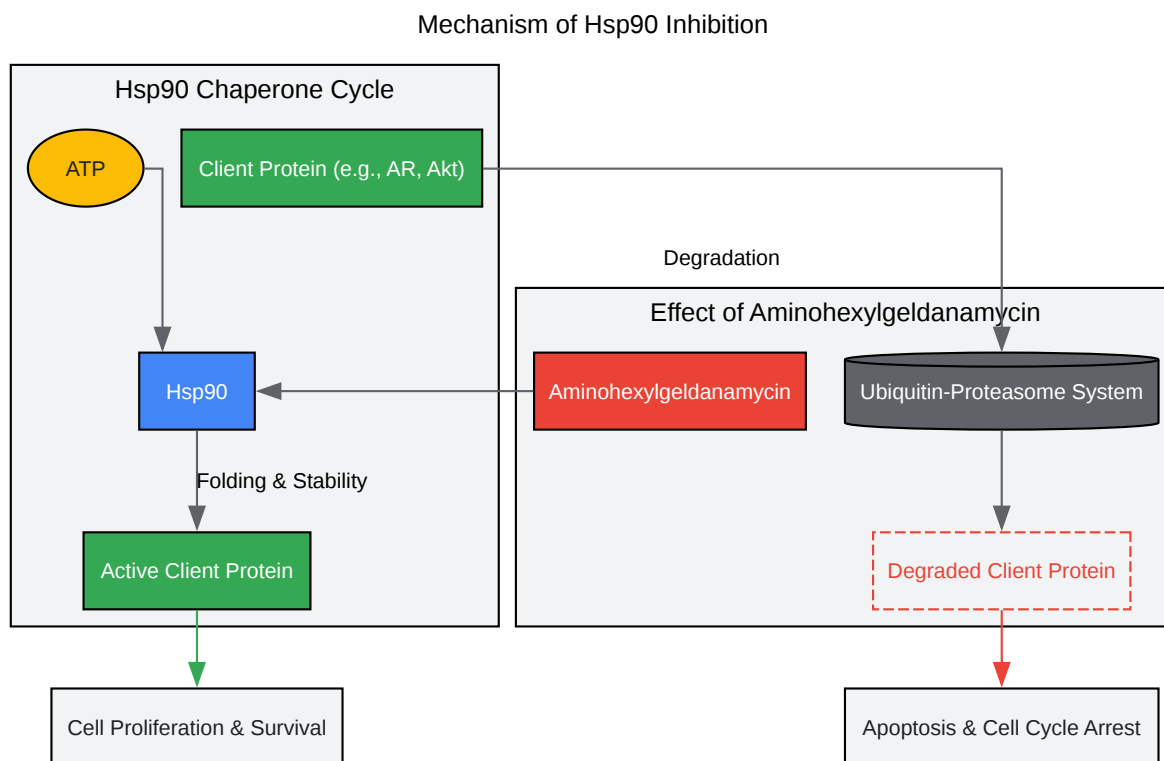 Mechanism of Hsp90 Inhibition
Hsp90 Chaperone Cycle
ATP
Client Protein (e.g., AR, Akt)
Degradation
Effect of Aminohexylgeldanamycin
Hsp90
Aminohexylgeldanamycin
Ubiquitin-Proteasome System
Folding & Stability
Active Client Protein
Degraded Client Protein
Cell Proliferation & Survival
Apoptosis & Cell Cycle Arrest